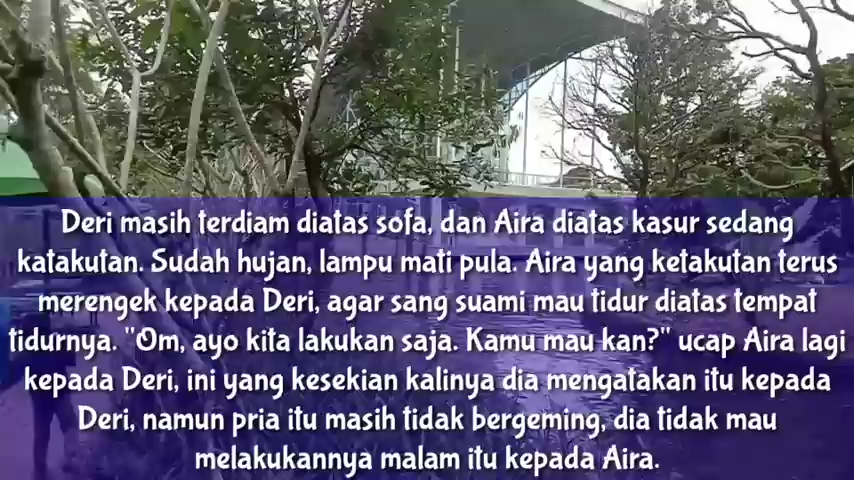 Deri masih terdiam diatas sofa, dan Aira diatas kasur sedang
katakutan. Sudah hujan, lampu mati pula. Aira yang ketakutan terus
merengek kepada Deri, agar sang suami mau tidur diatas tempat
tidurnya. "Om, ayo kita lakukan saja. Kamu mau kan?" ucap Aira lagi
kepada Deri, ini yang kesekian kalinya dia mengatakan itu kepada
Deri, namun pria itu masih tidak bergeming, dia tidak mau
melakukannya malam itu kepada Aira.